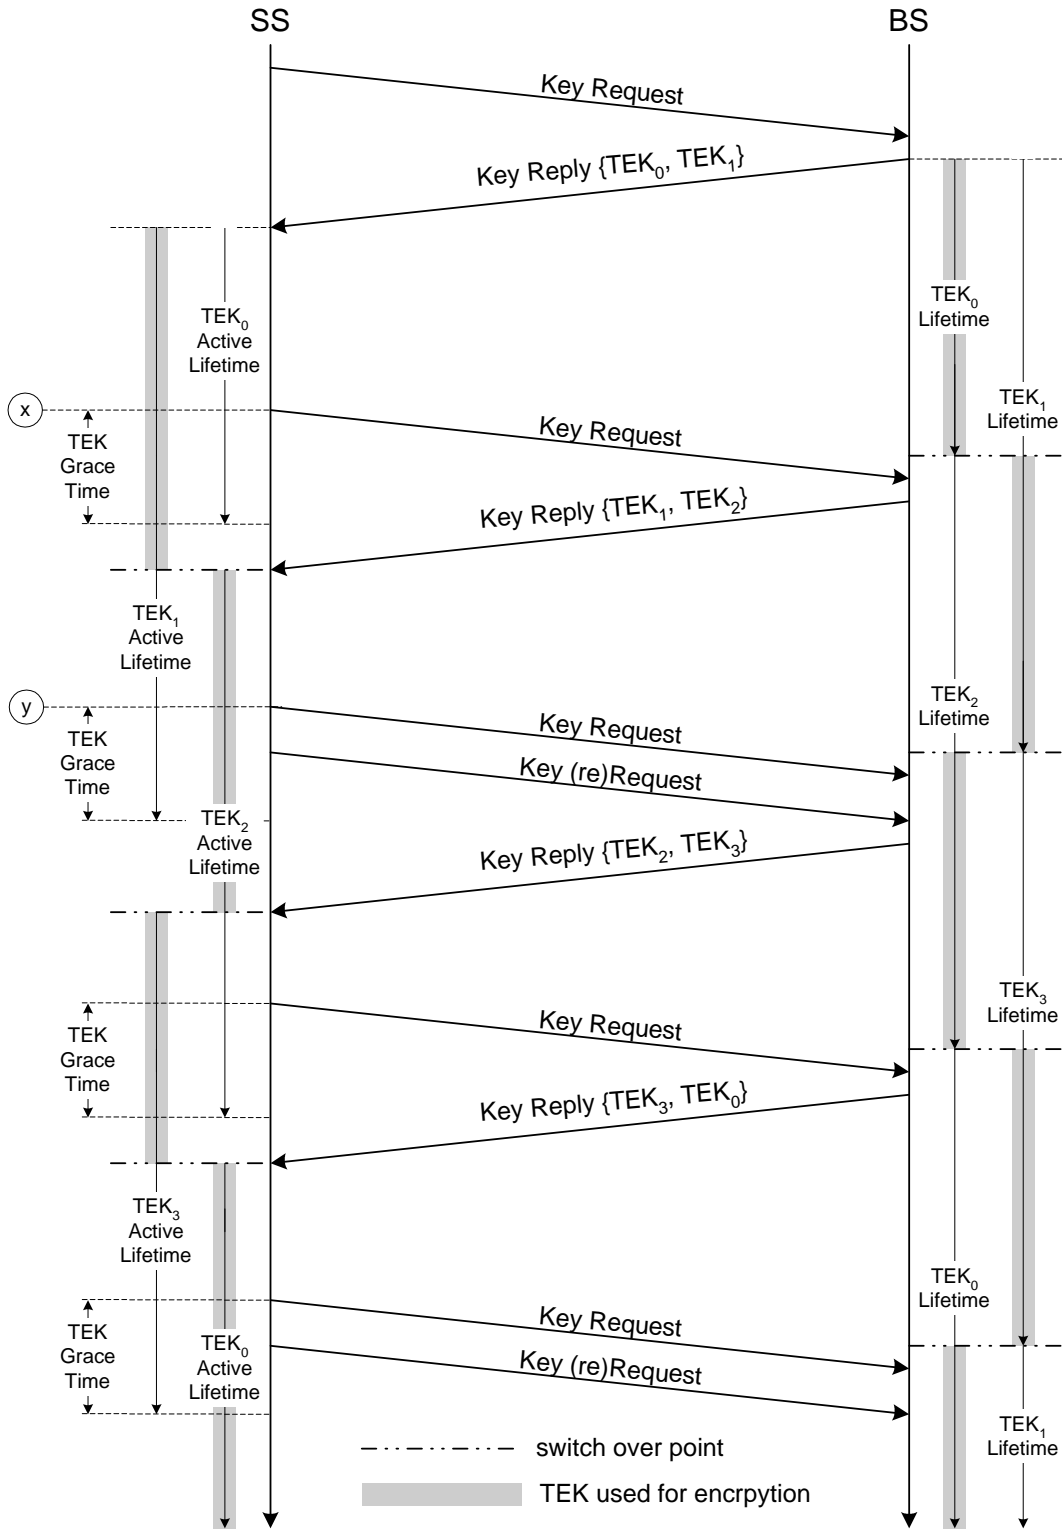 SS
BS
Key Request
Key Reply {TEK0, TEK1}
TEK0
Lifetime
TEK0
Active
Lifetime
TEK1
Lifetime
x
TEK
Grace
Time
Key Request
Key Reply {TEK1, TEK2}
TEK1
Active
Lifetime
TEK2
Lifetime
y
TEK
Grace
Time
Key Request
Key (re)Request
TEK2
Active
Lifetime
Key Reply {TEK2, TEK3}
TEK3
Lifetime
TEK
Grace
Time
Key Request
Key Reply {TEK3, TEK0}
TEK3
Active
Lifetime
TEK0
Lifetime
TEK
Grace
Time
Key Request
Key (re)Request
TEK0
Active
Lifetime
TEK1
Lifetime
switch over point
TEK used for encrpytion